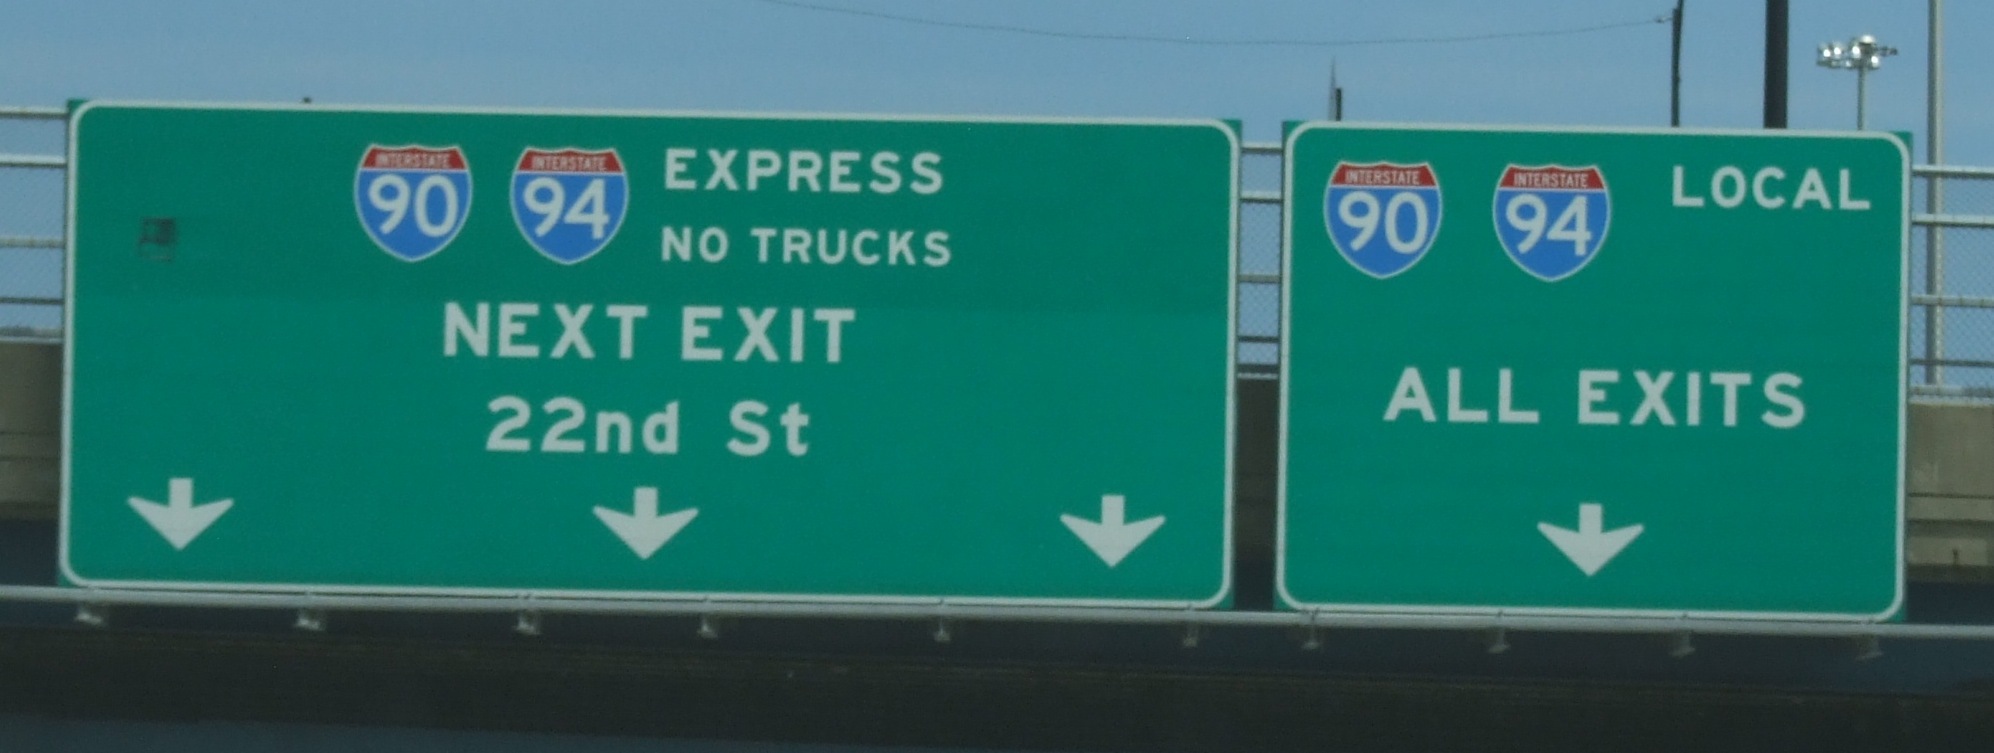 INTERSTATE 90 INTERSTATE 94 EXPRESS
NO TRUCKS
NEXT EXIT
22nd St
INTERSTATE 90 INTERSTATE 94 LOCAL
ALL EXITS